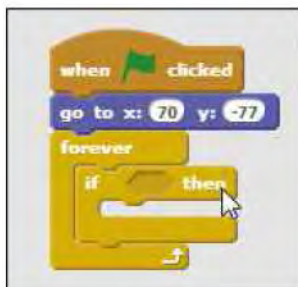 when clicked
go to x: 70 y: -77
forever
if then